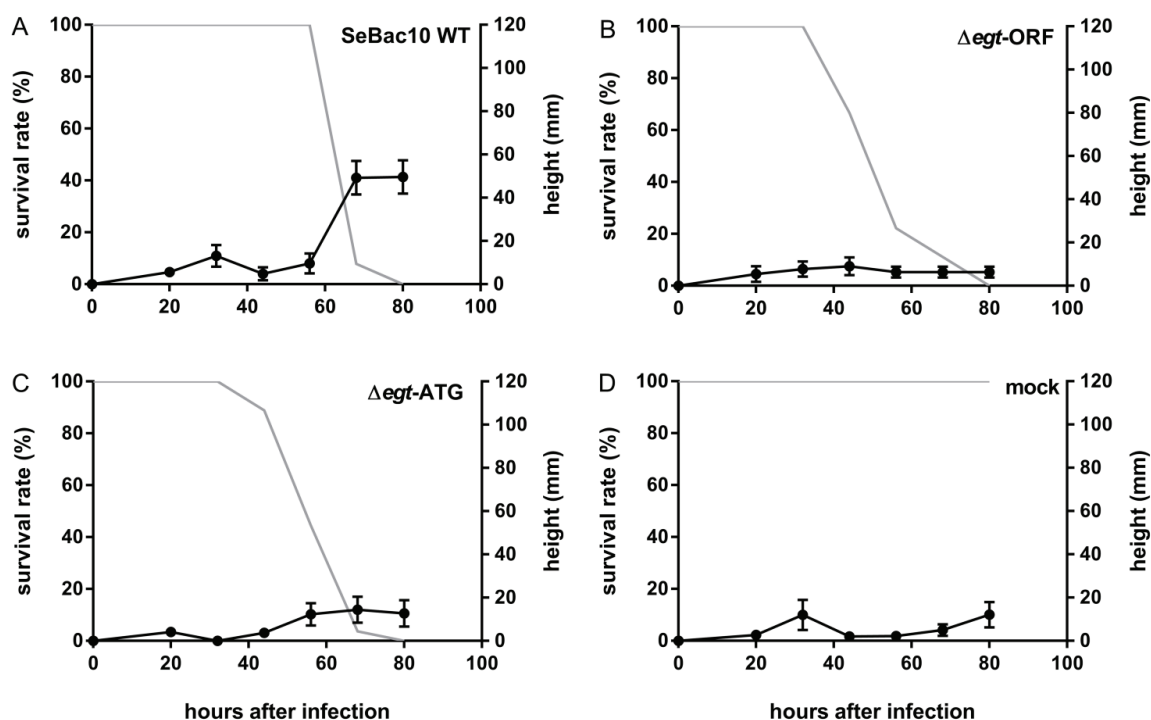 A
SeBac10 WT
survival rate (%)
100
80
60
40
20
0
0 20 40 60 80 100
120
100
80
60
40
20
0
height (mm)
B
Δegt-ORF
survival rate (%)
100
80
60
40
20
0
0 20 40 60 80 100
120
100
80
60
40
20
0
height (mm)
C
Δegt-ATG
survival rate (%)
100
80
60
40
20
0
0 20 40 60 80 100
120
100
80
60
40
20
0
height (mm)
hours after infection
D
mock
survival rate (%)
100
80
60
40
20
0
0 20 40 60 80 100
120
100
80
60
40
20
0
height (mm)
hours after infection